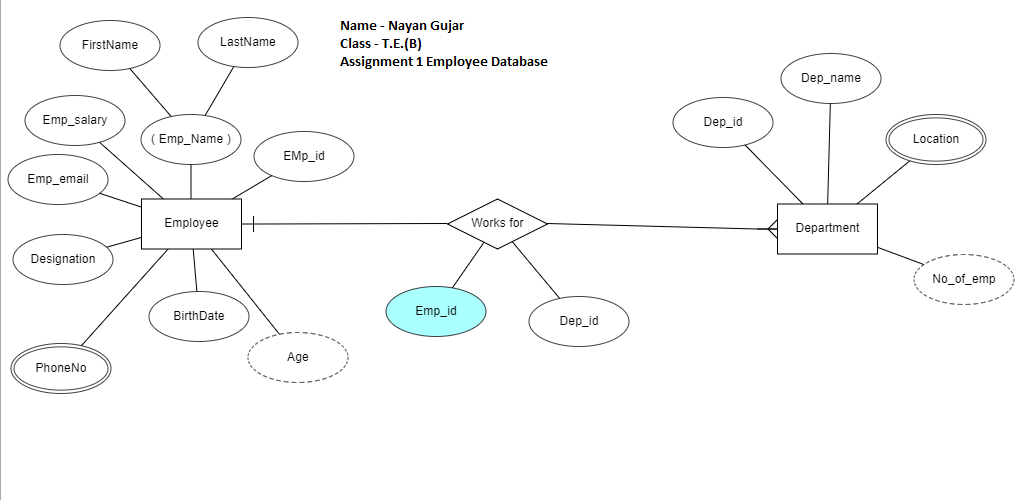 Name - Nayan Gujar
Class - T.E.(B)
Assignment 1 Employee Database
FirstName
LastName
Emp_salary
( Emp_Name )
EMp_id
Emp_email
Employee
Designation
BirthDate
PhoneNo
Age
Works for
Emp_id
Dep_id
Dep_name
Dep_id
Location
Department
No_of_emp